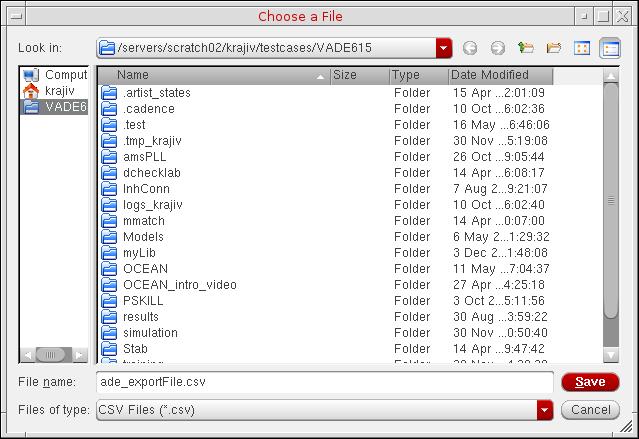 Choose a File
Look in: /servers/scratch02/krajiv/testcases/VADE615
Comput
krajiv
VADE6
Name Size Type Date Modified
.artist_states Folder 15 Apr ...2:01:09
.cadence Folder 10 Oct ...6:02:36
.test Folder 16 May ...6:46:06
.tmp_krajiv Folder 30 Nov ...5:19:08
amsPLL Folder 26 Oct ...9:05:44
dchecklab Folder 14 Apr ...6:08:17
InhConn Folder 7 Aug 2...9:21:07
logs_krajiv Folder 10 Oct ...6:02:40
mmatch Folder 14 Apr ...0:07:00
Models Folder 6 May 2...1:29:32
myLib Folder 3 Dec 2...1:48:08
OCEAN Folder 11 May ...7:04:37
OCEAN_intro_video Folder 27 Apr ...4:25:18
PSKILL Folder 3 Oct 2...5:11:56
results Folder 30 Aug ...3:59:22
simulation Folder 30 Nov ...0:50:40
Stab Folder 14 Apr ...9:47:42
File name: ade_exportFile.csv Save
Files of type: CSV Files (*.csv) Cancel